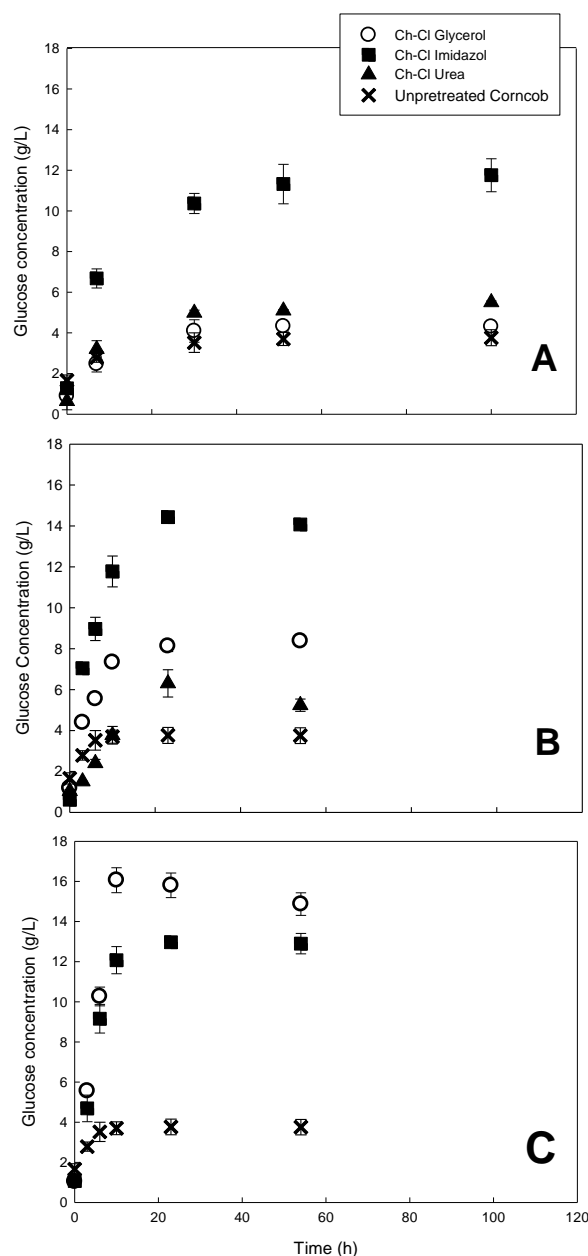 Ch-Cl Glycerol
Ch-Cl Imidazol
Ch-Cl Urea
Unpretreated Corncob
18
16
14
12
10
8
6
4
2
0
Glucose concentration (g/L)
A
18
16
14
12
10
8
6
4
2
0
Glucose Concentration (g/L)
B
18
16
14
12
10
8
6
4
2
0
Glucose concentration (g/L)
C
0 20 40 60 80 100 120
Time (h)